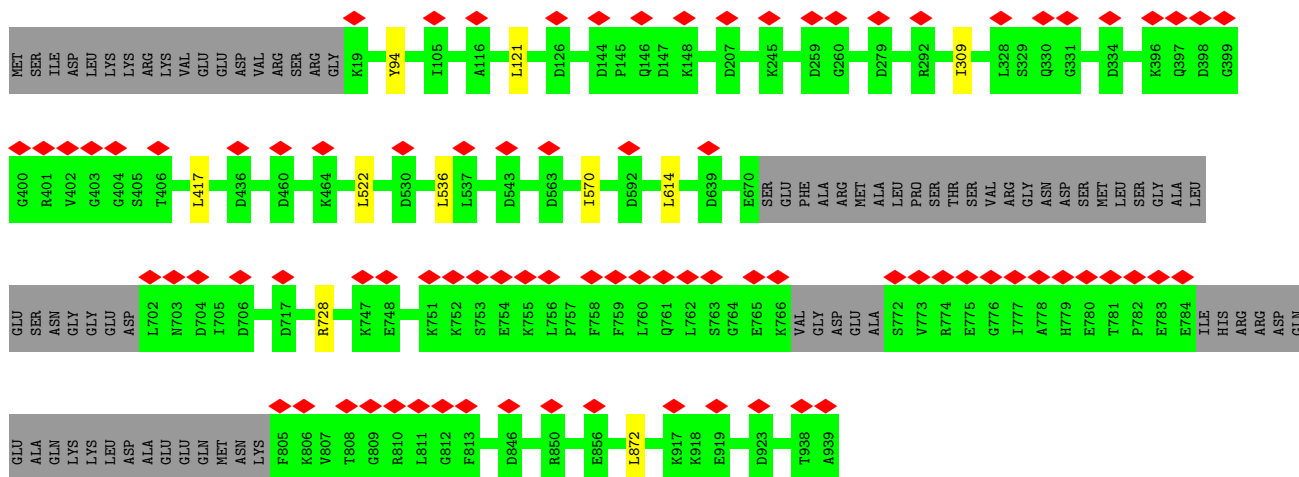 MET SER ILE ASP LEU LYS LYS ARG LYS VAL GLU GLU ASP VAL ARG SER ARG GLY K19 Y94 I105 A116 L121 D126 D144 P145 Q146 D147 K148 D207 K245 D259 G260 D279 R292 I309 L328 S329 Q330 G331 D334 K396 Q397 D398 G399
G400 R401 V402 G403 G404 S405 T406 L417 D436 D460 K464 L522 D530 L536 L537 D543 D563 I570 D592 L614 D639 E670 SER GLU PHE ALA ARG MET ALA LEU PRO SER THR SER VAL ARG GLY ASN ASP SER MET LEU SER GLY ALA LEU
GLU SER ASN GLY GLY GLU ASP L702 N703 D704 I705 D706 D717 R728 K747 E748 K751 K752 S753 E754 K755 L756 P757 F758 F759 L760 Q761 L762 S763 G764 E765 K766 VAL GLY ASP GLU ALA S772 V773 R774 E775 G776 I777 A778 H779 E780 T781 P782 E783 E784 ILE HIS ARG ARG ASP GLN
GLU ALA GLN LYS LYS LEU ASP ALA GLU GLU GLN MET ASN LYS F805 K806 V807 T808 G809 R810 L811 G812 F813 D846 R850 E856 L872 K917 K918 E919 D923 T938 A939